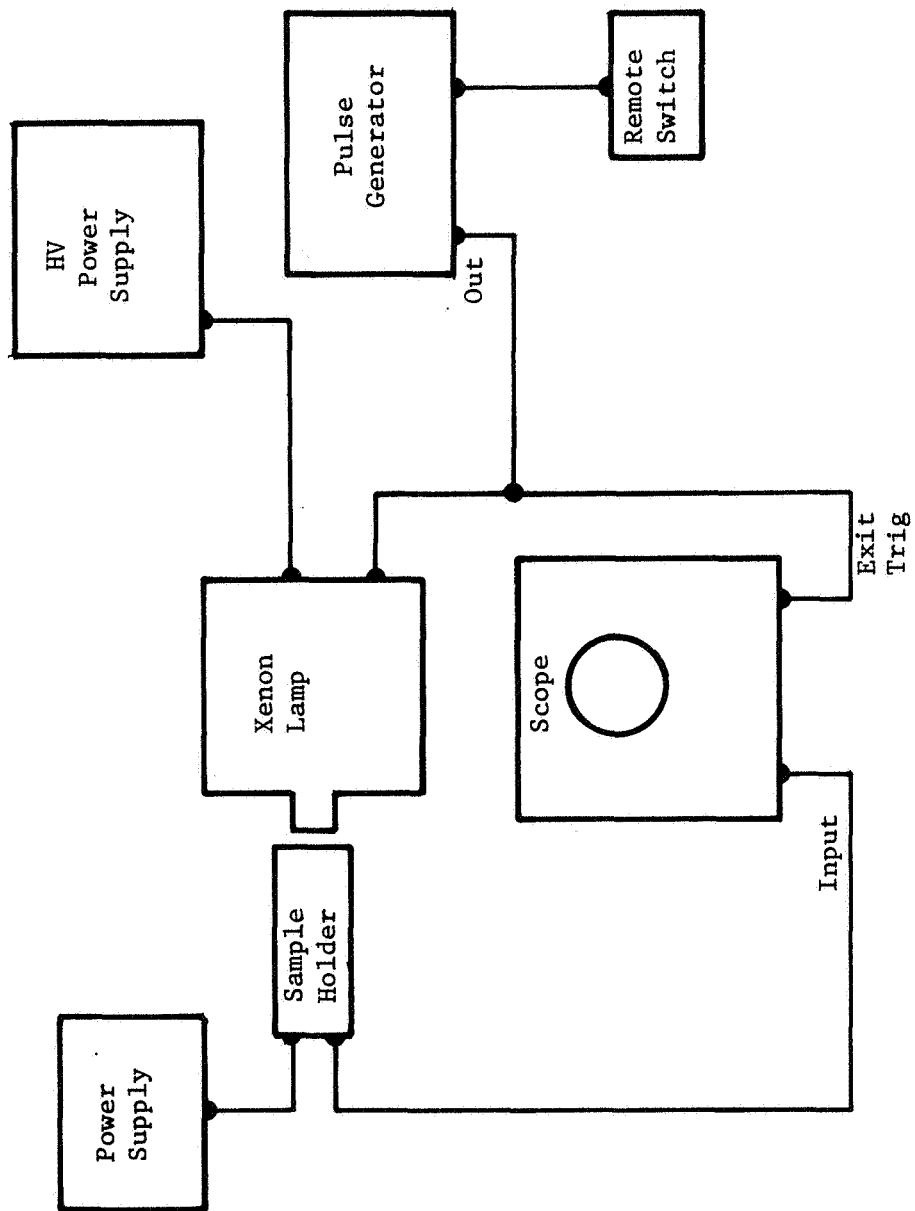 Power
Supply
HV
Power
Supply
Sample
Holder
Xenon
Lamp
Pulse
Generator
Out
Scope
Remote
Switch
Input
Exit
Trig